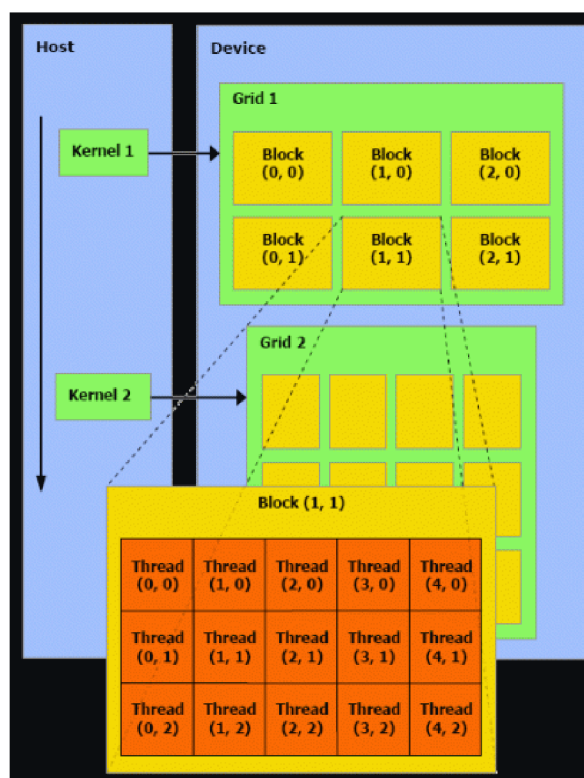 Host
Device
Grid 1
Kernel 1
Block
(0, 0)
Block
(1, 0)
Block
(2, 0)
Block
(0, 1)
Block
(1, 1)
Block
(2, 1)
Grid 2
Kernel 2
Block (1, 1)
Thread
(0, 0)
Thread
(1, 0)
Thread
(2, 0)
Thread
(3, 0)
Thread
(4, 0)
Thread
(0, 1)
Thread
(1, 1)
Thread
(2, 1)
Thread
(3, 1)
Thread
(4, 1)
Thread
(0, 2)
Thread
(1, 2)
Thread
(2, 2)
Thread
(3, 2)
Thread
(4, 2)